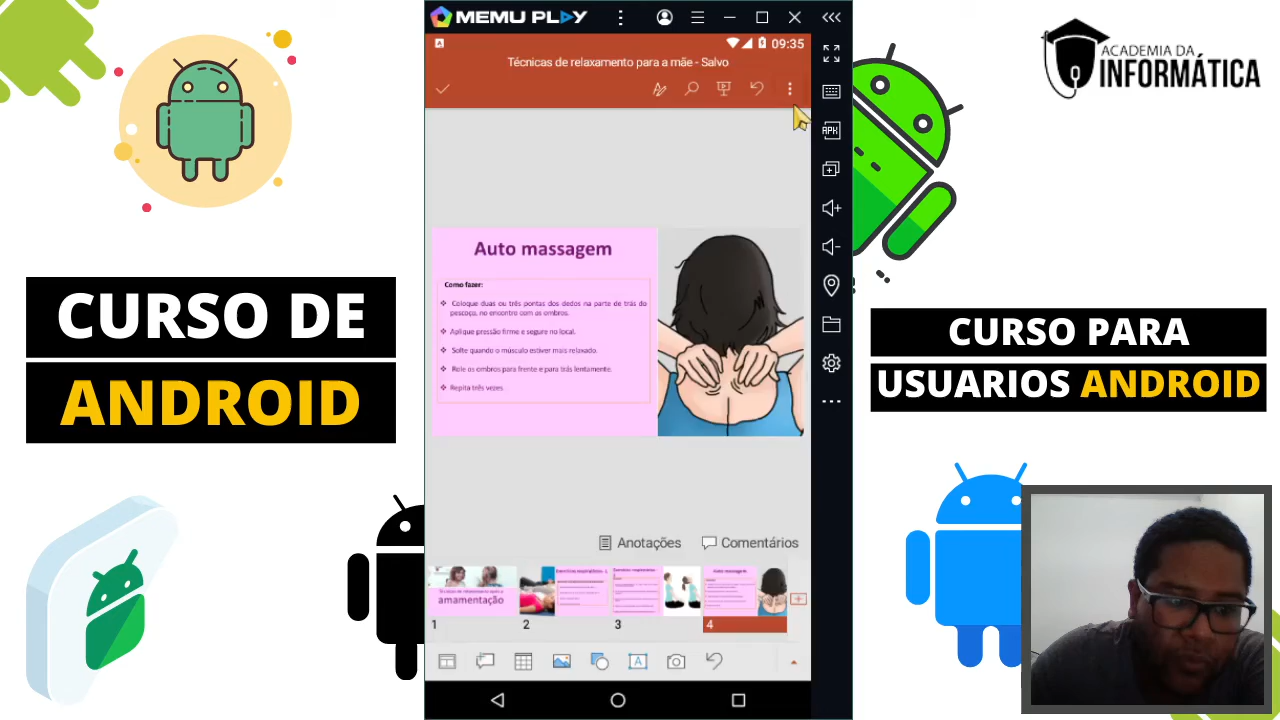 MEMU PLAY
09:35
Técnicas de relaxamento para a mãe - Salvo
ACADEMIA DA
INFORMÁTICA
APK
CURSO DE
ANDROID
Auto massagem
Como fazer:
❖ Coloque duas ou três pontas dos dedos na parte de trás do
pescoço, no encontro com os ombros.
❖ Aplique pressão firme e segure no local.
❖ Solte quando o músculo estiver mais relaxado.
❖ Role os ombros para frente e para trás lentamente.
❖ Repita três vezes
CURSO PARA
USUARIOS ANDROID
Anotações
Comentários
amamentação
Auto massagem
1
2
3
4